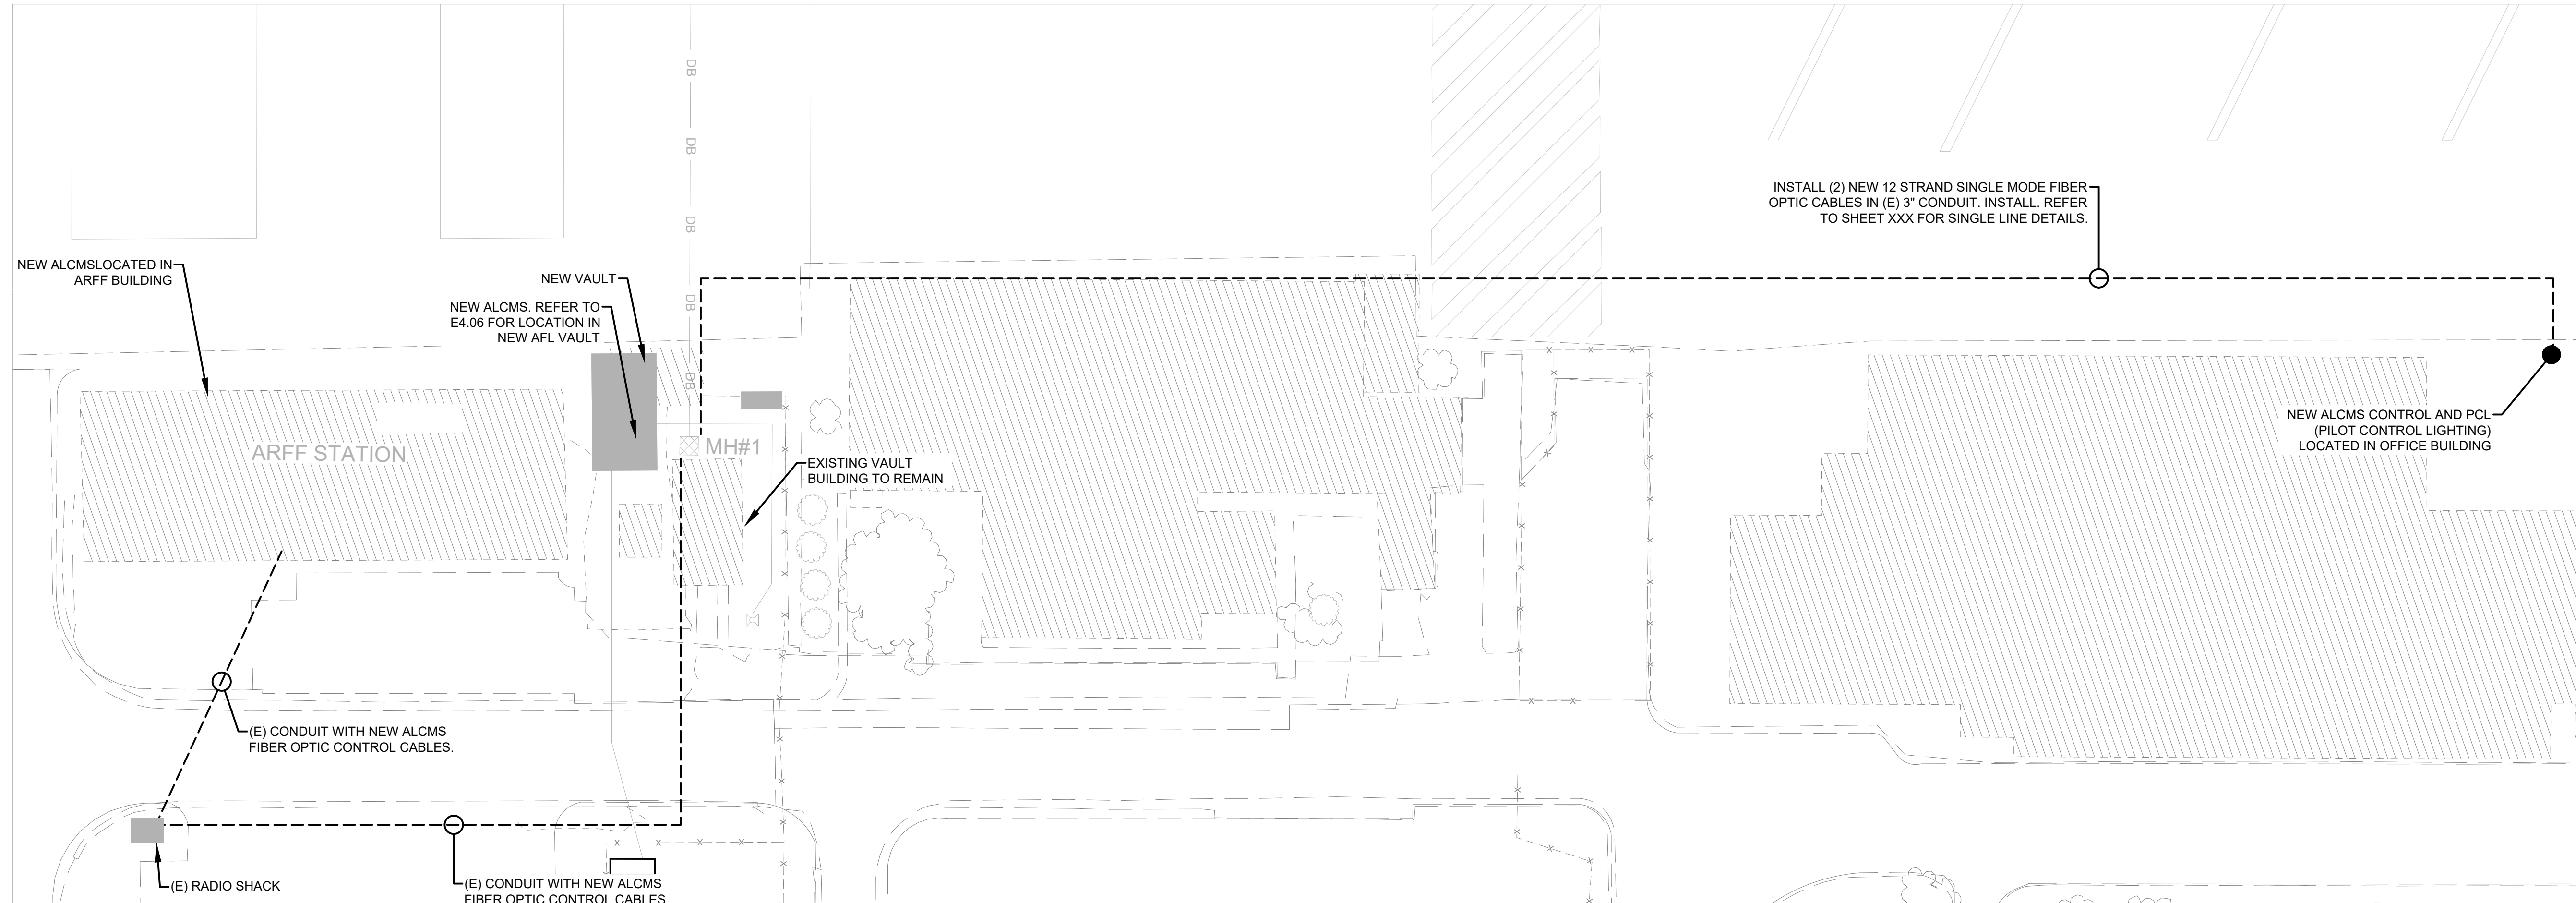 DB
DB
DB
DB
DB
INSTALL (2) NEW 12 STRAND SINGLE MODE FIBER
OPTIC CABLES IN (E) 3" CONDUIT. INSTALL. REFER
TO SHEET XXX FOR SINGLE LINE DETAILS.
NEW ALCMSLOCATED IN
ARFF BUILDING
NEW VAULT
NEW ALCMS. REFER TO
E4.06 FOR LOCATION IN
NEW AFL VAULT
NEW ALCMS CONTROL AND PCL
(PILOT CONTROL LIGHTING)
LOCATED IN OFFICE BUILDING
ARFF STATION
MH#1
EXISTING VAULT
BUILDING TO REMAIN
(E) CONDUIT WITH NEW ALCMS
FIBER OPTIC CONTROL CABLES.
(E) RADIO SHACK
(E) CONDUIT WITH NEW ALCMS
FIBER OPTIC CONTROL CABLES.